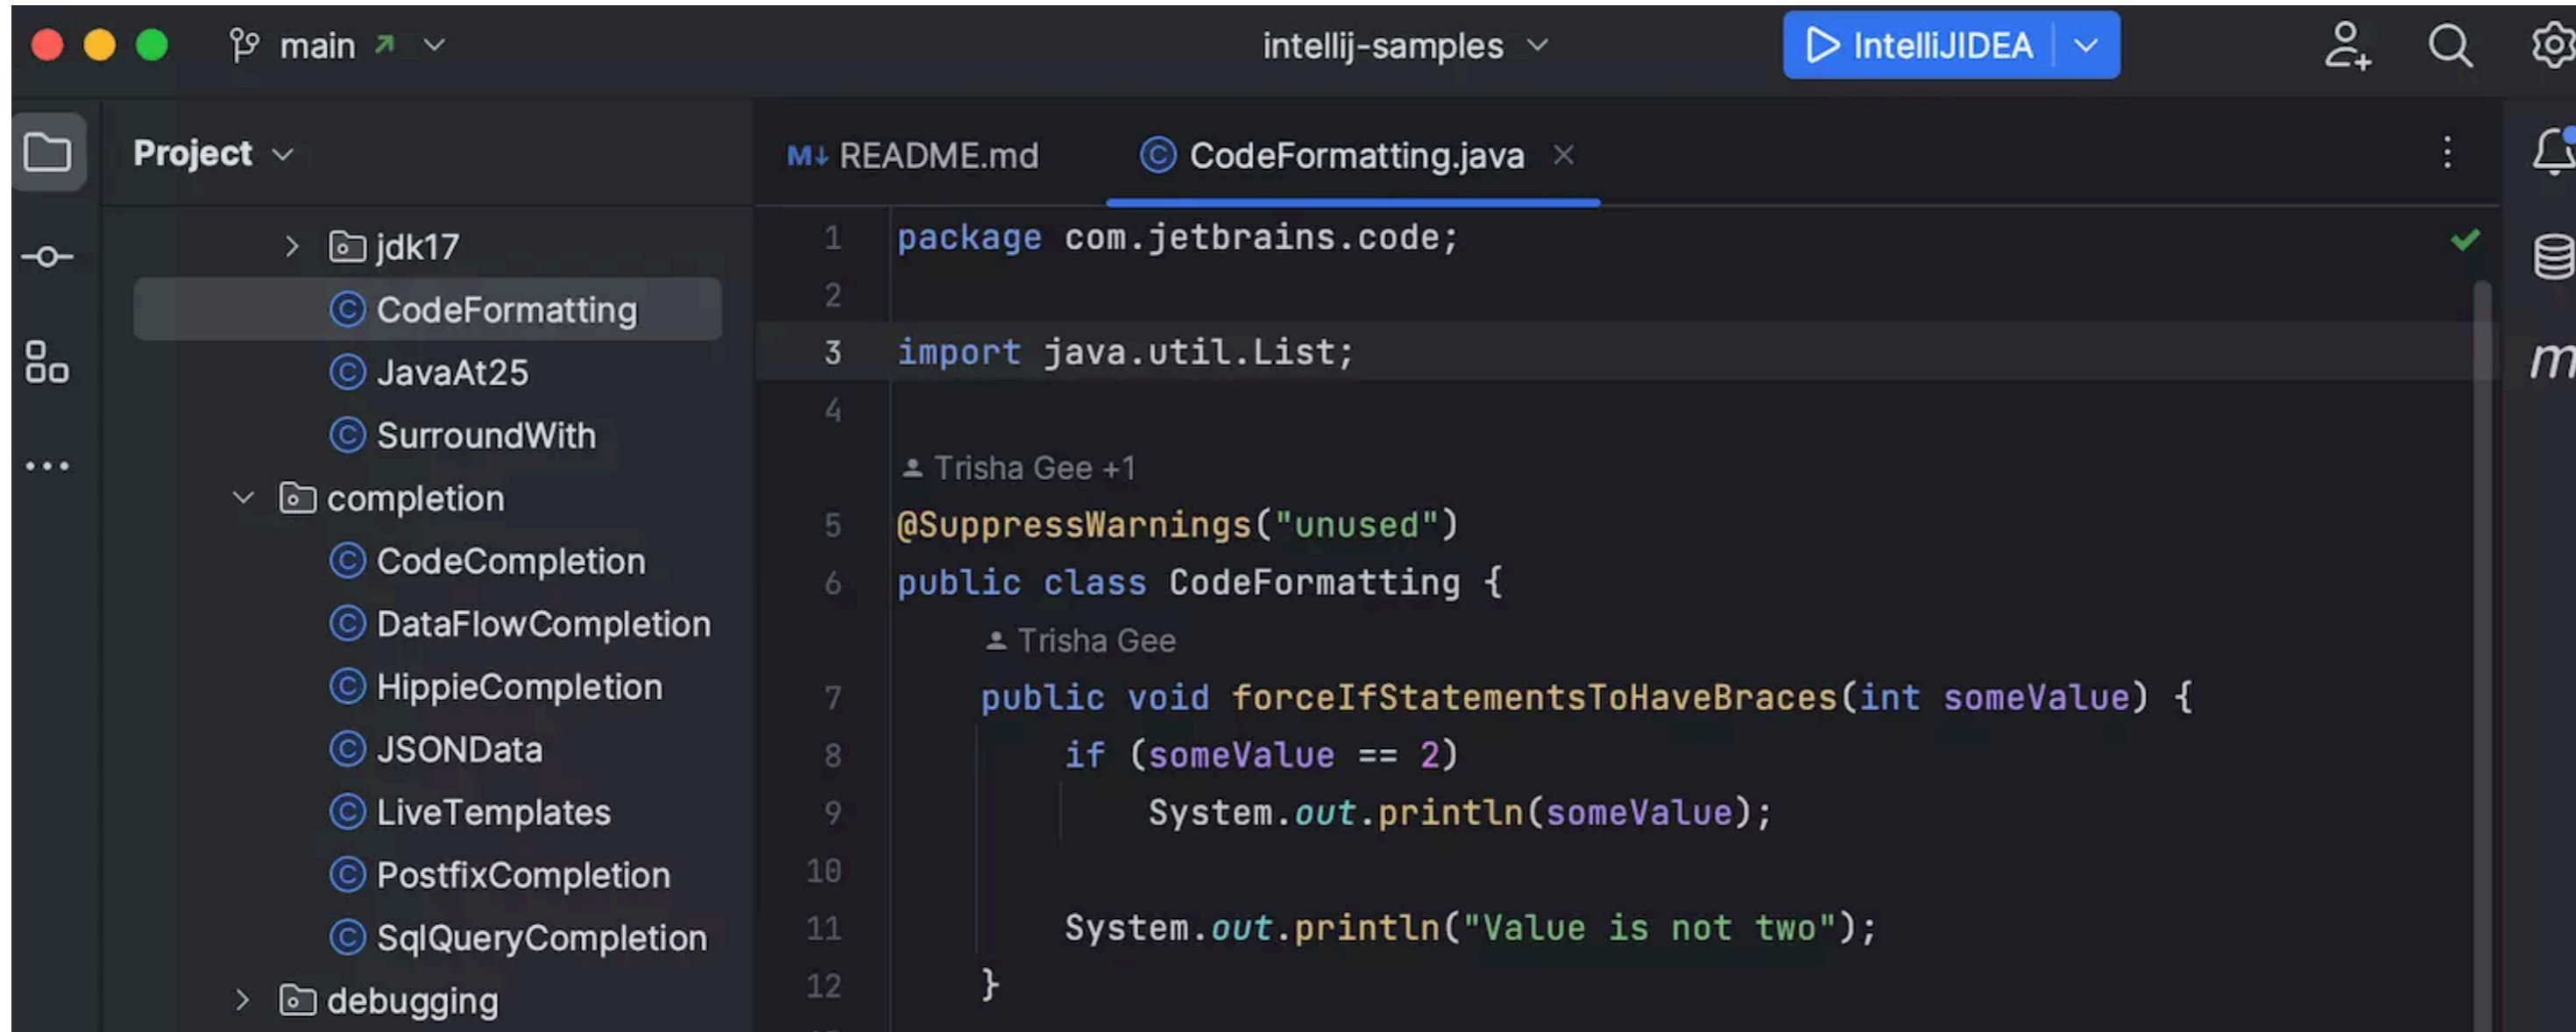 main
intellij-samples
IntelliJIDEA
Project
README.md
CodeFormatting.java
jdk17
CodeFormatting
JavaAt25
SurroundWith
completion
CodeCompletion
DataFlowCompletion
HippieCompletion
JSONData
LiveTemplates
PostfixCompletion
SqlQueryCompletion
debugging
1 package com.jetbrains.code;
2
3 import java.util.List;
4
Trisha Gee +1
5 @SuppressWarnings("unused")
6 public class CodeFormatting {
Trisha Gee
7 public void forceIfStatementsToHaveBraces(int someValue) {
8 if (someValue == 2)
9 System.out.println(someValue);
10
11 System.out.println("Value is not two");
12 }
m